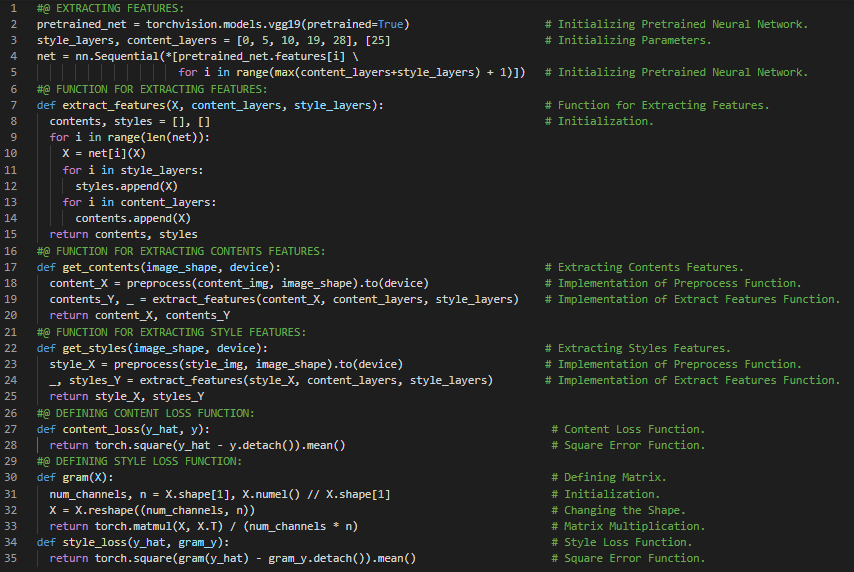 1 #@ EXTRACTING FEATURES:
2 pretrained_net = torchvision.models.vgg19(pretrained=True) # Initializing Pretrained Neural Network.
3 style_layers, content_layers = [0, 5, 10, 19, 28], [25] # Initializing Parameters.
4 net = nn.Sequential(*[pretrained_net.features[i] \
5 for i in range(max(content_layers+style_layers) + 1)]) # Initializing Pretrained Neural Network.
6 #@ FUNCTION FOR EXTRACTING FEATURES:
7 def extract_features(X, content_layers, style_layers): # Function for Extracting Features.
8 contents, styles = [], [] # Initialization.
9 for i in range(len(net)):
10 X = net[i](X)
11 for i in style_layers:
12 styles.append(X)
13 for i in content_layers:
14 contents.append(X)
15 return contents, styles
16 #@ FUNCTION FOR EXTRACTING CONTENTS FEATURES:
17 def get_contents(image_shape, device): # Extracting Contents Features.
18 content_X = preprocess(content_img, image_shape).to(device) # Implementation of Preprocess Function.
19 contents_Y, _ = extract_features(content_X, content_layers, style_layers) # Implementation of Extract Features Function.
20 return content_X, contents_Y
21 #@ FUNCTION FOR EXTRACTING STYLE FEATURES:
22 def get_styles(image_shape, device): # Extracting Styles Features.
23 style_X = preprocess(style_img, image_shape).to(device) # Implementation of Preprocess Function.
24 _, styles_Y = extract_features(style_X, content_layers, style_layers) # Implementation of Extract Features Function.
25 return style_X, styles_Y
26 #@ DEFINING CONTENT LOSS FUNCTION:
27 def content_loss(y_hat, y): # Content Loss Function.
28 return torch.square(y_hat - y.detach()).mean() # Square Error Function.
29 #@ DEFINING STYLE LOSS FUNCTION:
30 def gram(X): # Defining Matrix.
31 num_channels, n = X.shape[1], X.numel() // X.shape[1] # Initialization.
32 X = X.reshape((num_channels, n)) # Changing the Shape.
33 return torch.matmul(X, X.T) / (num_channels * n) # Matrix Multiplication.
34 def style_loss(y_hat, gram_y): # Style Loss Function.
35 return torch.square(gram(y_hat) - gram_y.detach()).mean() # Square Error Function.